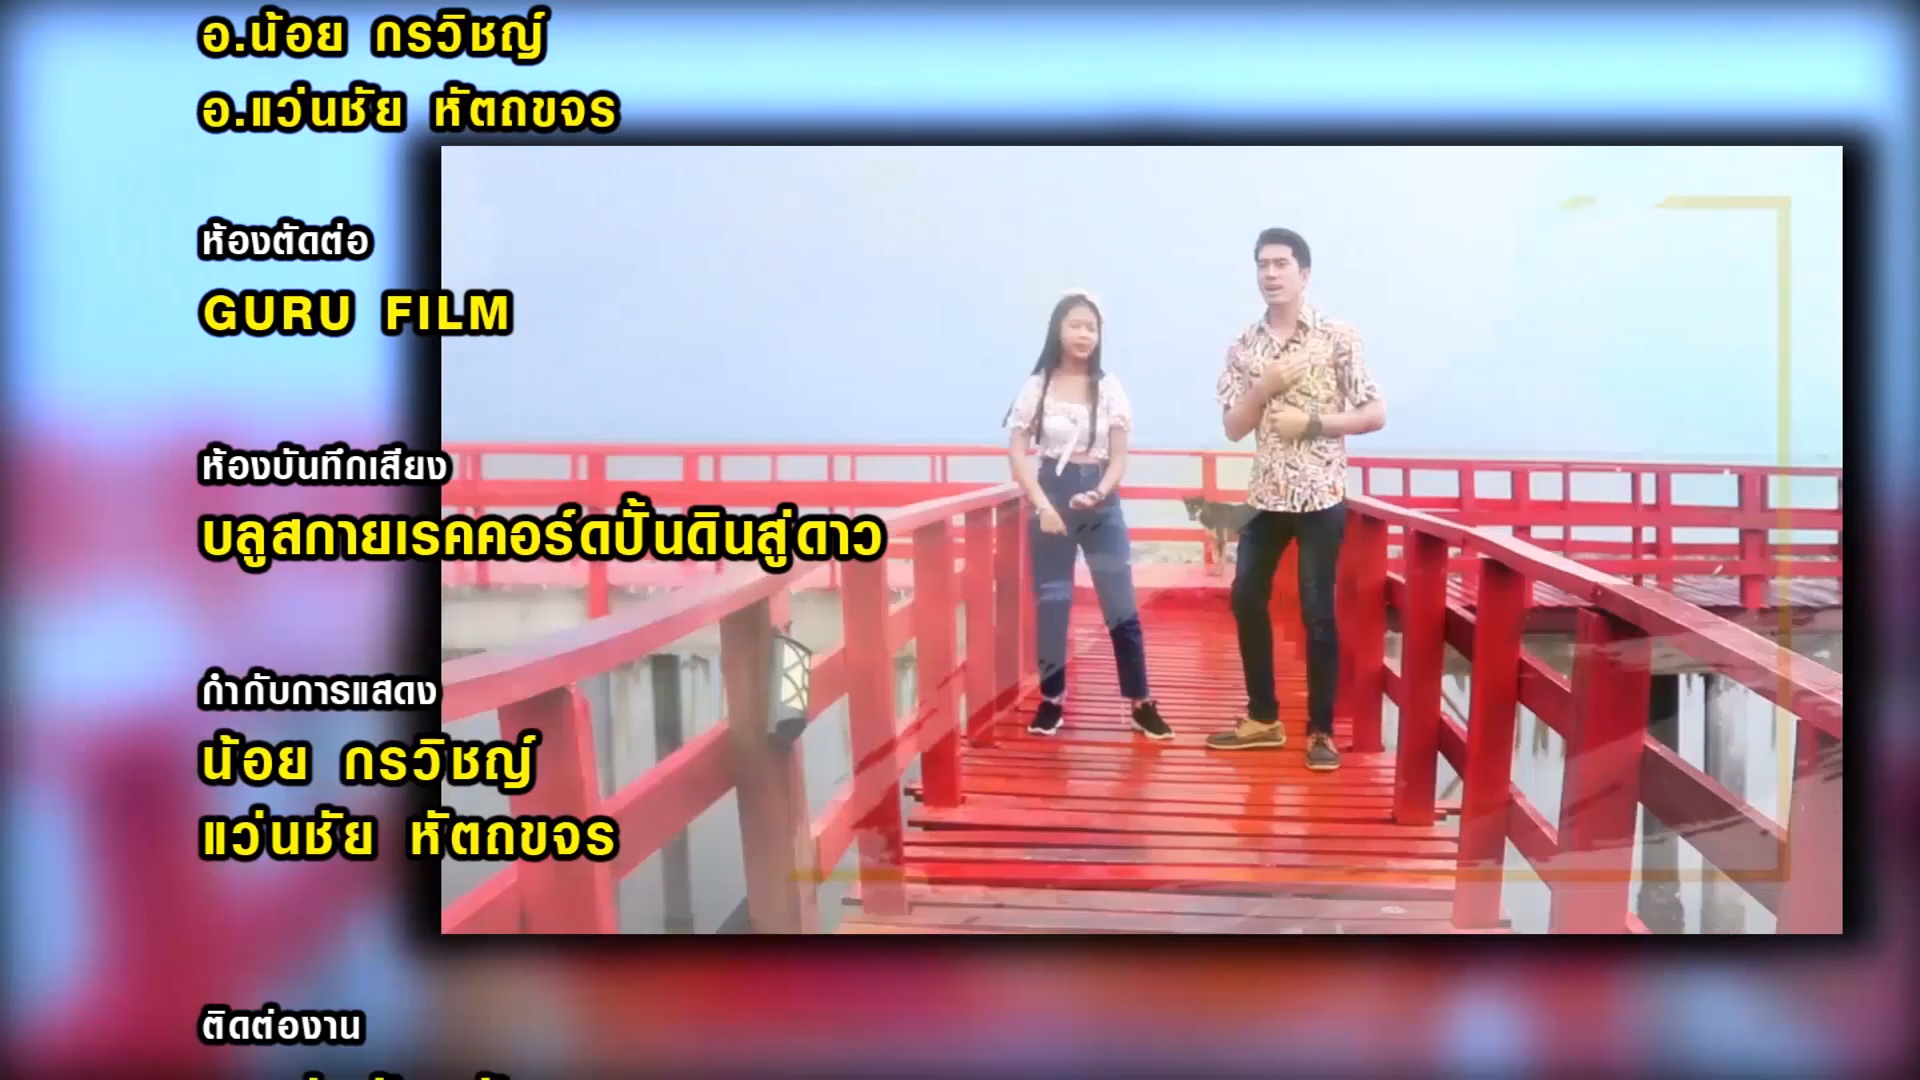 อ.น้อย กรวิชญ์
อ.แว่นชัย หัตถขจร
ห้องตัดต่อ
GURU FILM
ห้องบันทึกเสียง
บลูสกายเรคคอร์ดปั้นดินสู่ดาว
กำกับการแสดง
น้อย กรวิชญ์
แว่นชัย หัตถขจร
ติดต่องาน